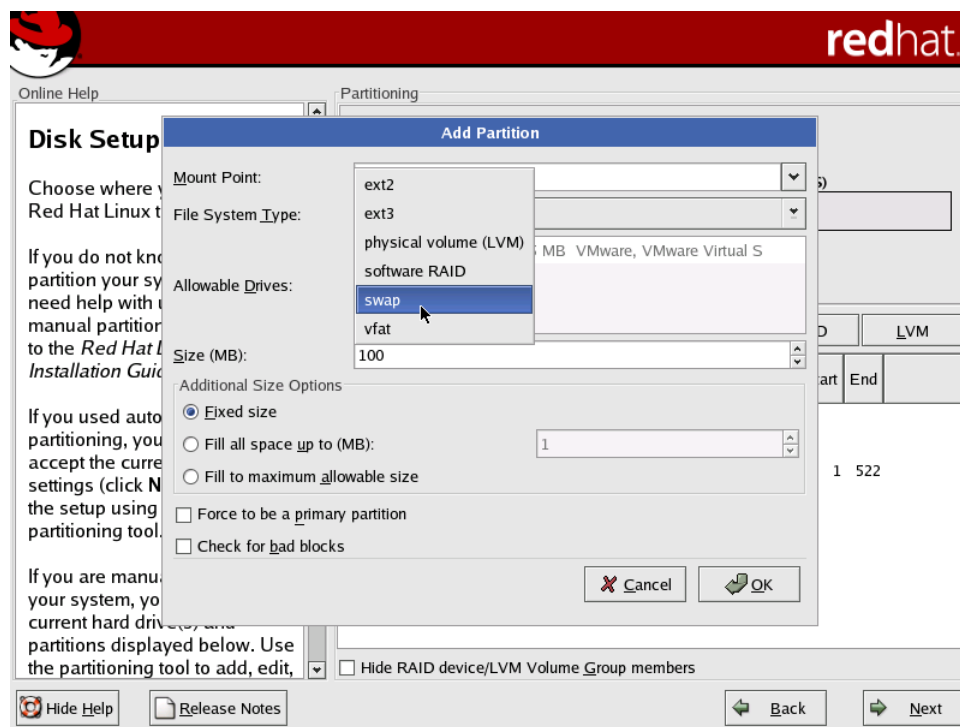 redhat.
Online Help
Partitioning
Disk Setup
Choose where
Red Hat Linux t
If you do not kno
partition your sy
need help with
manual partition
to the Red Hat
Installation Guid
If you used auto
partitioning, you
accept the curre
settings (click N
the setup using
partitioning tool.
If you are manu
your system, yo
current hard drive(s) and
partitions displayed below. Use
the partitioning tool to add, edit,
Add Partition
Mount Point:
File System Type:
Allowable Drives:
ext2
ext3
physical volume (LVM)
software RAID
swap
vfat
MB VMware, VMware Virtual S
Size (MB):
100
Additional Size Options
Fixed size
Fill all space up to (MB):
1
Fill to maximum allowable size
Force to be a primary partition
Check for bad blocks
Cancel
OK
LVM
End
1 522
Hide RAID device/LVM Volume Group members
Hide Help
Release Notes
Back
Next